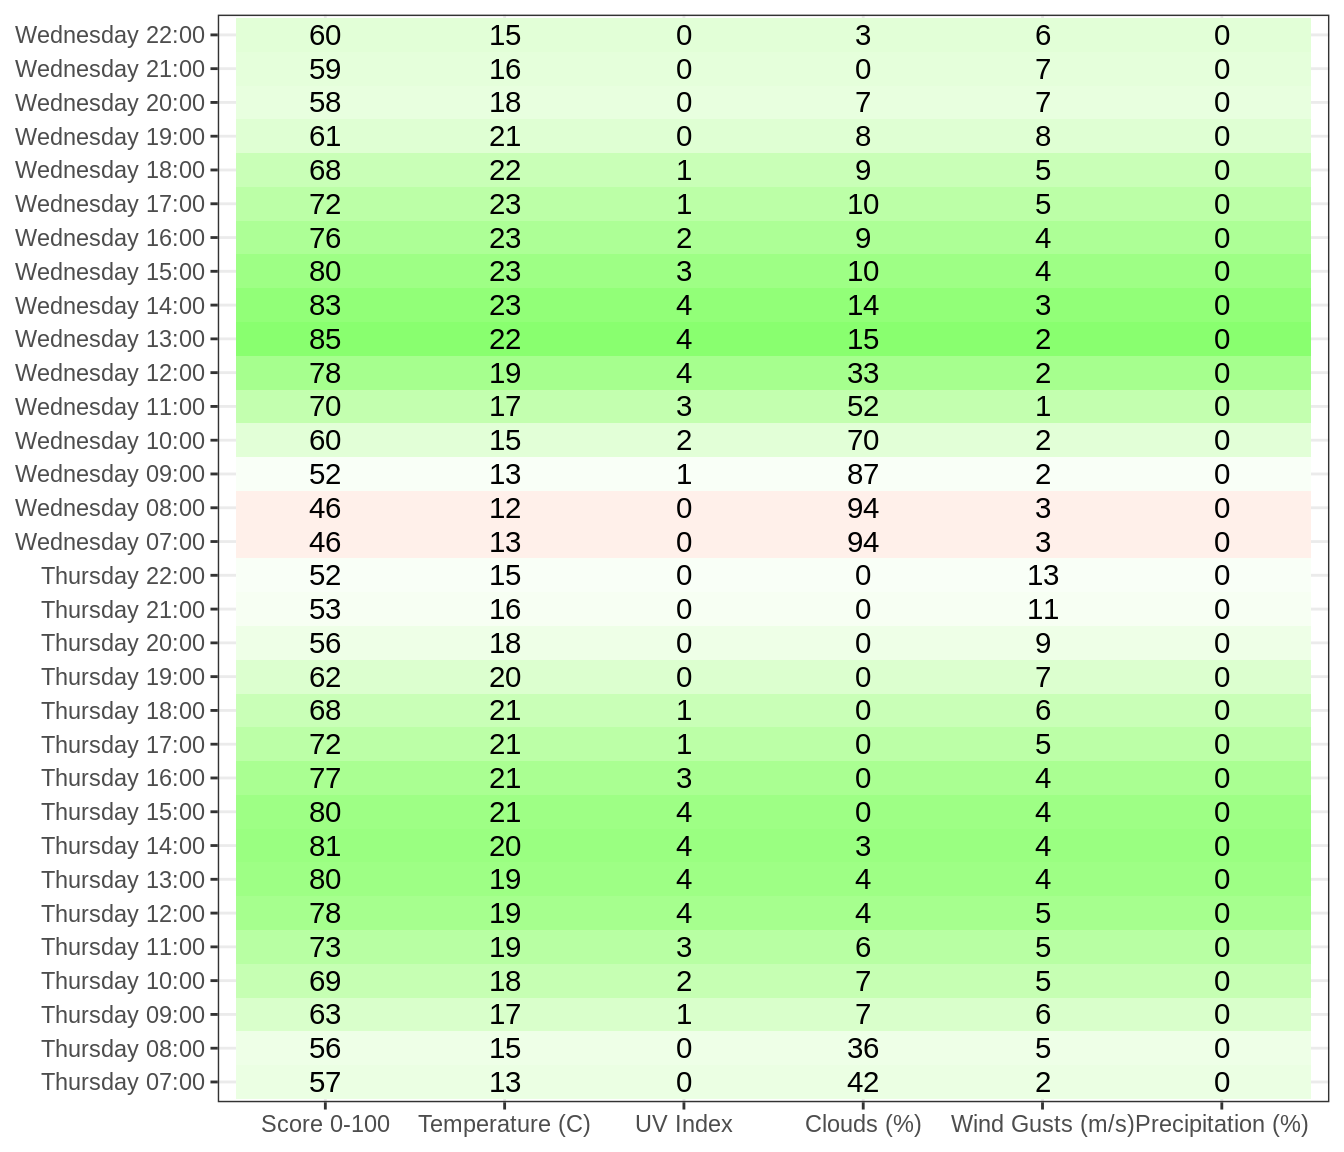 Wednesday 22:00 60 15 0 3 6 0
Wednesday 21:00 59 16 0 0 7 0
Wednesday 20:00 58 18 0 7 7 0
Wednesday 19:00 61 21 0 8 8 0
Wednesday 18:00 68 22 1 9 5 0
Wednesday 17:00 72 23 1 10 5 0
Wednesday 16:00 76 23 2 9 4 0
Wednesday 15:00 80 23 3 10 4 0
Wednesday 14:00 83 23 4 14 3 0
Wednesday 13:00 85 22 4 15 2 0
Wednesday 12:00 78 19 4 33 2 0
Wednesday 11:00 70 17 3 52 1 0
Wednesday 10:00 60 15 2 70 2 0
Wednesday 09:00 52 13 1 87 2 0
Wednesday 08:00 46 12 0 94 3 0
Wednesday 07:00 46 13 0 94 3 0
Thursday 22:00 52 15 0 0 13 0
Thursday 21:00 53 16 0 0 11 0
Thursday 20:00 56 18 0 0 9 0
Thursday 19:00 62 20 0 0 7 0
Thursday 18:00 68 21 1 0 6 0
Thursday 17:00 72 21 1 0 5 0
Thursday 16:00 77 21 3 0 4 0
Thursday 15:00 80 21 4 0 4 0
Thursday 14:00 81 20 4 3 4 0
Thursday 13:00 80 19 4 4 4 0
Thursday 12:00 78 19 4 4 5 0
Thursday 11:00 73 19 3 6 5 0
Thursday 10:00 69 18 2 7 5 0
Thursday 09:00 63 17 1 7 6 0
Thursday 08:00 56 15 0 36 5 0
Thursday 07:00 57 13 0 42 2 0
Score 0-100 Temperature (C) UV Index Clouds (%) Wind Gusts (m/s) Precipitation (%)